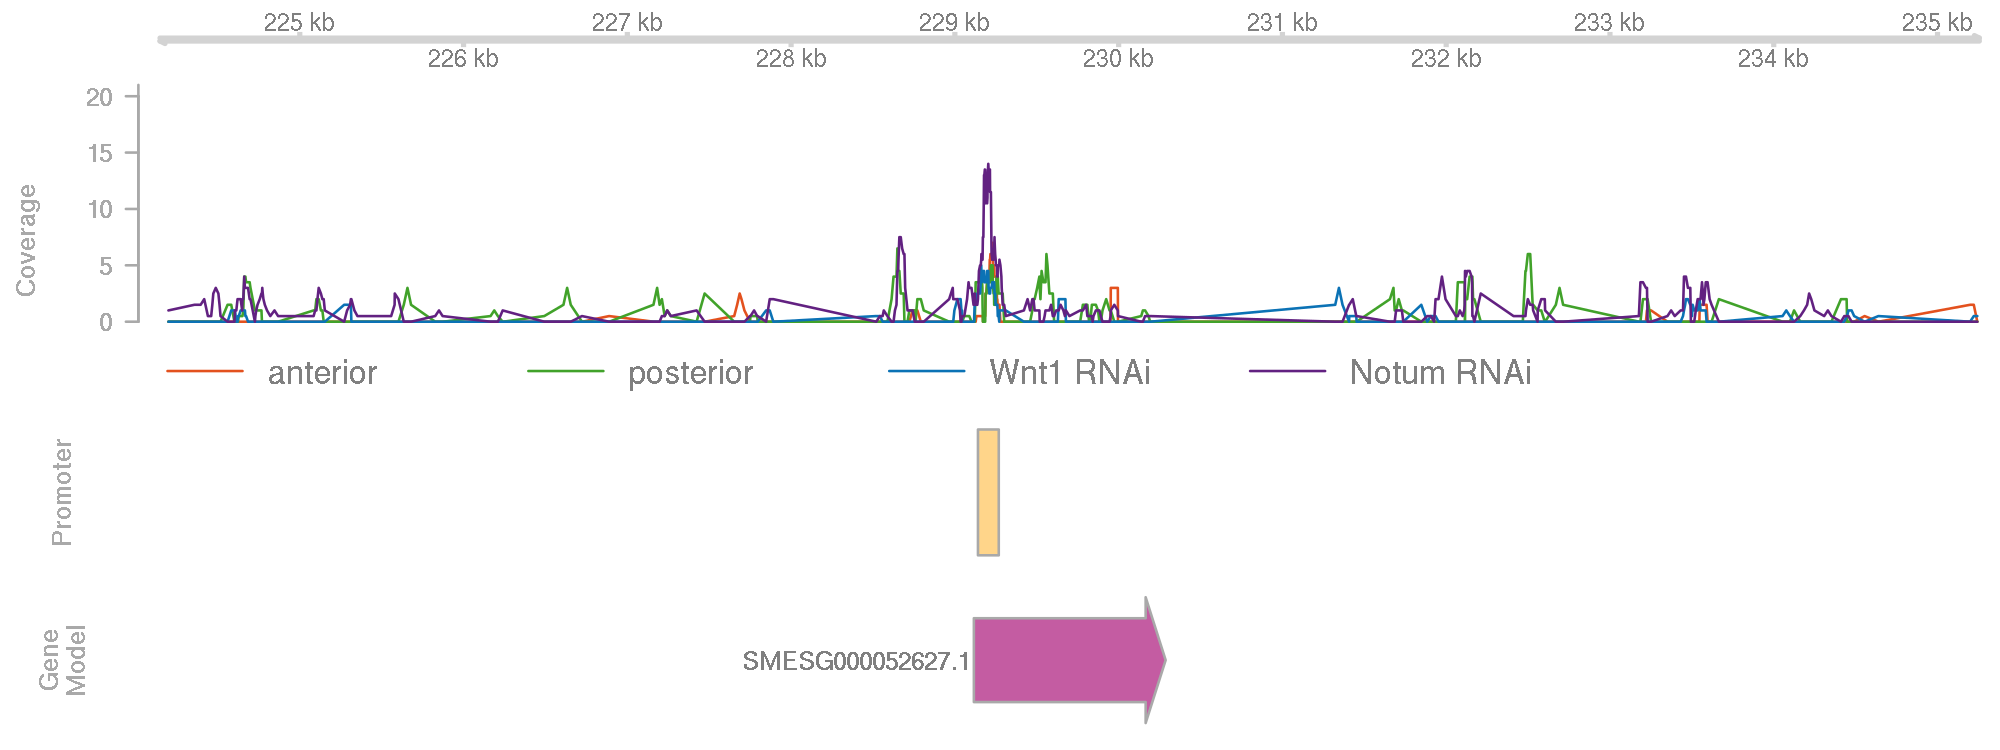 225 kb 227 kb 229 kb 231 kb 233 kb 235 kb
226 kb 228 kb 230 kb 232 kb 234 kb
Coverage
20
15
10
5
0
anterior posterior Wnt1 RNAi Notum RNAi
Promoter
Gene
Model
SMESG000052627.1